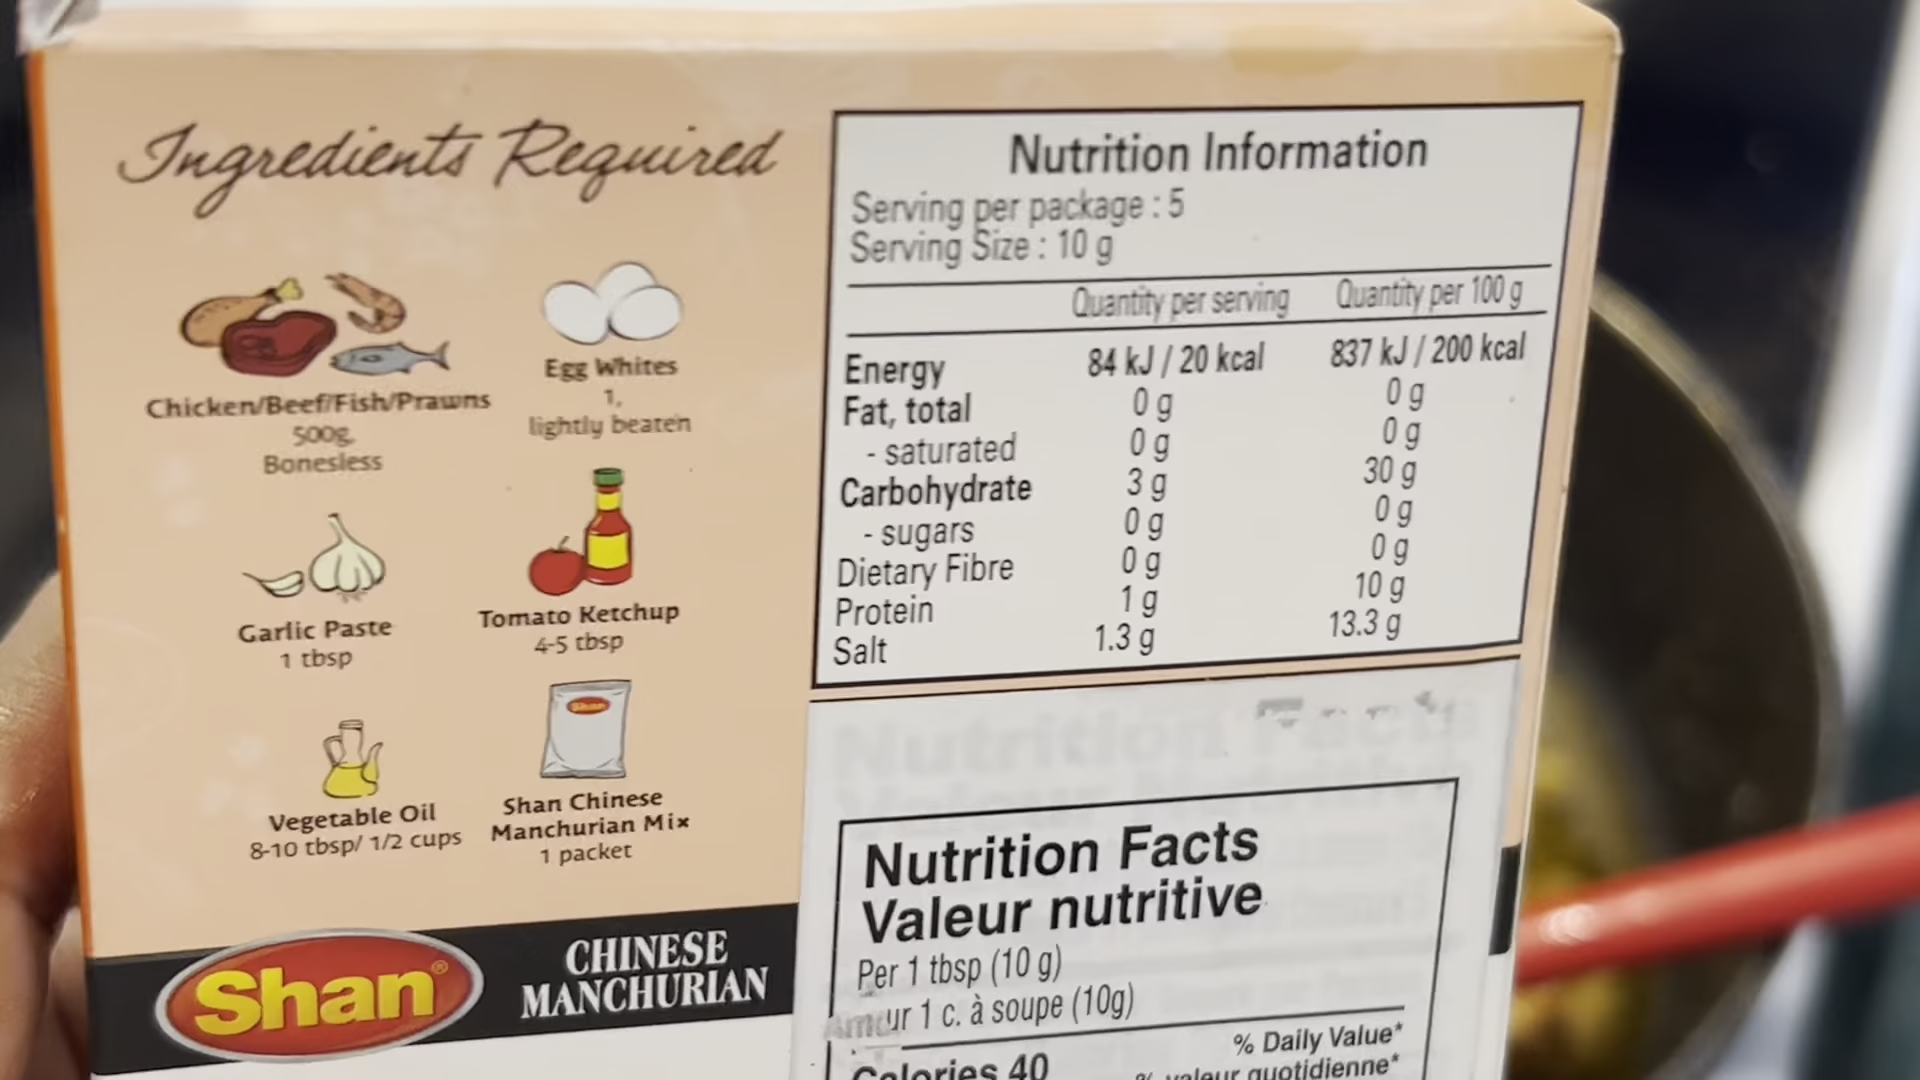 Ingredients Required
Chicken/Beef/Fish/Prawns
500g,
Bonesless
Egg Whites
1,
lightly beaten
Garlic Paste
1 tbsp
Tomato Ketchup
4-5 tbsp
Vegetable Oil
8-10 tbsp/ 1/2 cups
Shan
Shan Chinese
Manchurian Mix
1 packet
Shan®
CHINESE
MANCHURIAN
Nutrition Information
Serving per package : 5
Serving Size : 10 g
Quantity per serving Quantity per 100 g
Energy 84 kJ / 20 kcal 837 kJ / 200 kcal
Fat, total 0 g 0 g
- saturated 0 g 0 g
Carbohydrate 3 g 30 g
- sugars 0 g 0 g
Dietary Fibre 0 g 0 g
Protein 1 g 10 g
Salt 1.3 g 13.3 g
Nutrition Facts
Nutrition Facts
Valeur nutritive
Per 1 tbsp (10 g)
ur 1 c. à soupe (10g)
Calories 40
% Daily Value*
% valeur quotidienne*